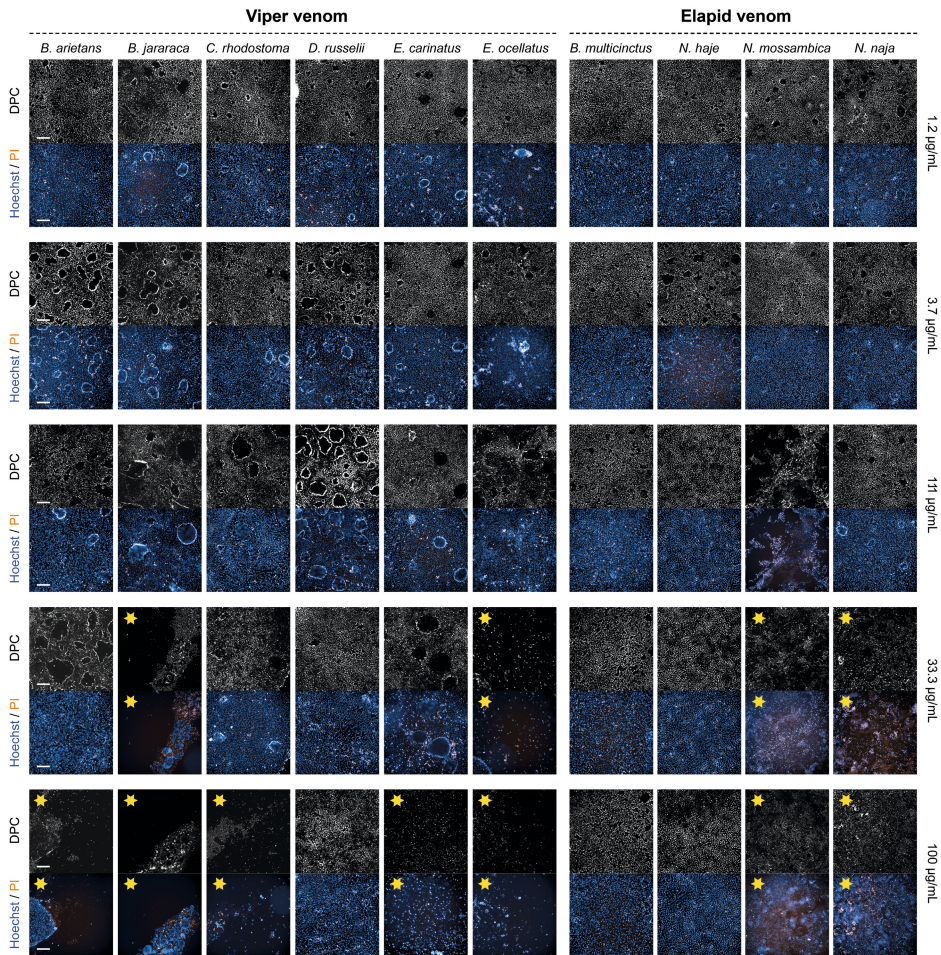 Viper venom
Elapid venom
B. arietans B. jararaca C. rhodostoma D. russelii E. carinatus E. ocellatus B. multicinctus N. haje N. mossambica N. naja
DPC
Hoechst / PI
1.2 µg/mL
DPC
Hoechst / PI
3.7 µg/mL
DPC
Hoechst / PI
11.1 µg/mL
DPC
Hoechst / PI
33.3 µg/mL
DPC
Hoechst / PI
100 µg/mL